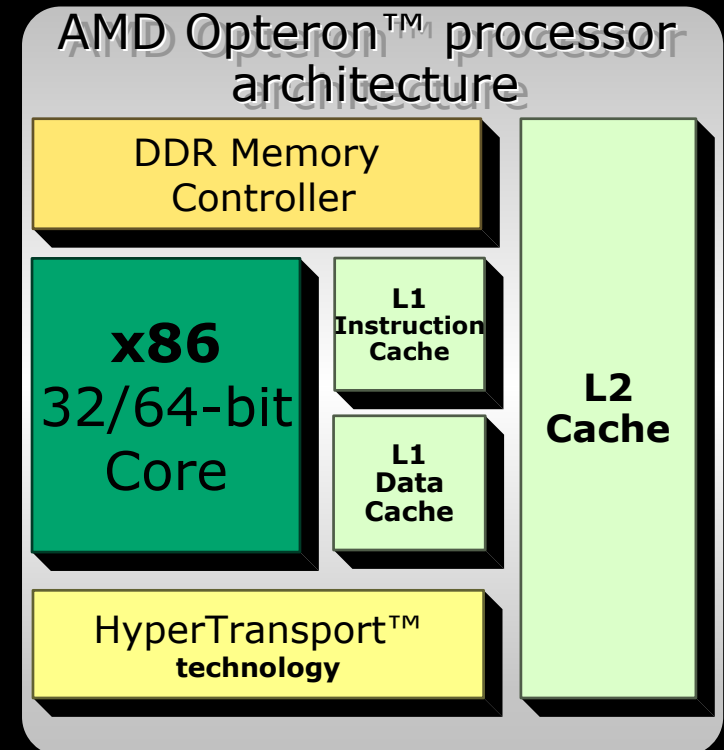 AMD Opteron™ processor
architecture
DDR Memory
Controller
x86
32/64-bit
Core
L1
Instruction
Cache
L1
Data
Cache
L2
Cache
HyperTransport™
technology